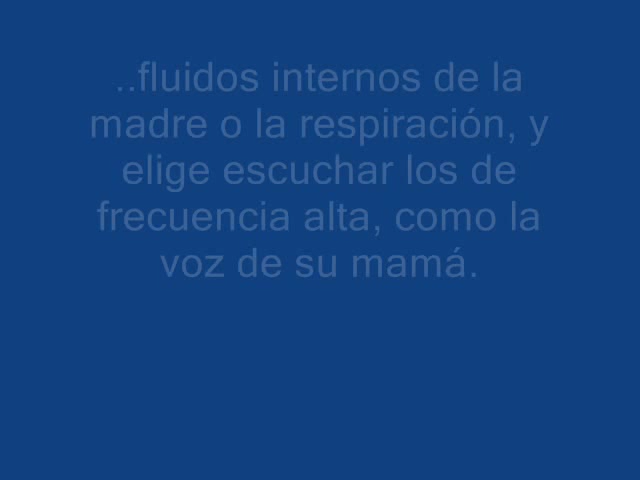 ..fluidos internos de la
madre o la respiración, y
elige escuchar los de
frecuencia alta, como la
voz de su mamá.